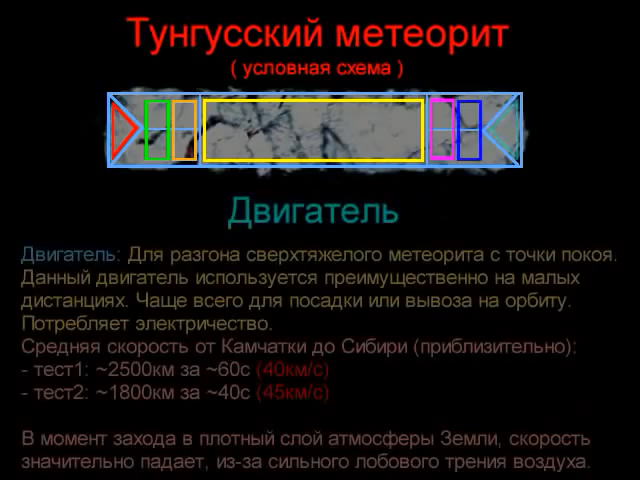 Тунгусский метеорит
( условная схема )
Двигатель
Двигатель: Для разгона сверхтяжелого метеорита с точки покоя.
Данный двигатель используется преимущественно на малых
дистанциях. Чаще всего для посадки или вывоза на орбиту.
Потребляет электричество.
Средняя скорость от Камчатки до Сибири (приблизительно):
- тест1: ~2500км за ~60с (40км/с)
- тест2: ~1800км за ~40с (45км/с)
В момент захода в плотный слой атмосферы Земли, скорость
значительно падает, из-за сильного лобового трения воздуха.